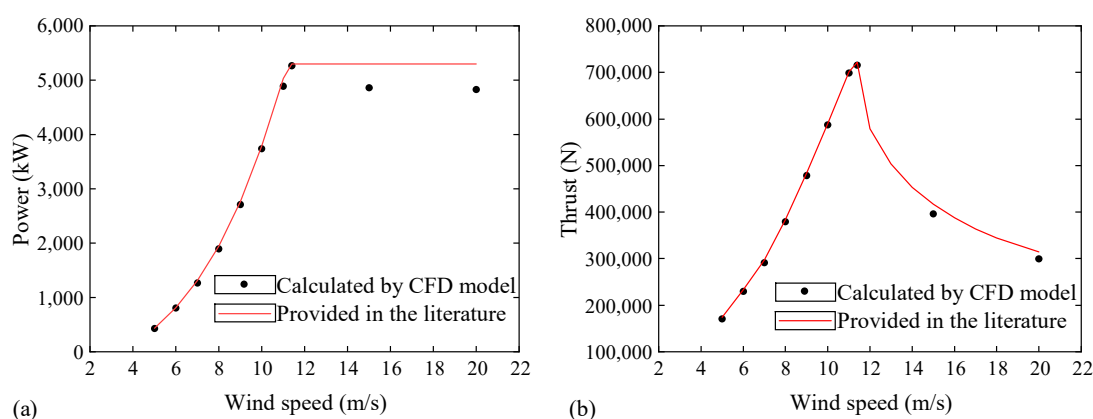 6,000
5,000
4,000
3,000
2,000
1,000
0
Power (kW)
2 4 6 8 10 12 14 16 18 20 22
Wind speed (m/s)
Calculated by CFD model
Provided in the literature
(a)
800,000
700,000
600,000
500,000
400,000
300,000
200,000
100,000
Thrust (N)
2 4 6 8 10 12 14 16 18 20 22
Wind speed (m/s)
Calculated by CFD model
Provided in the literature
(b)